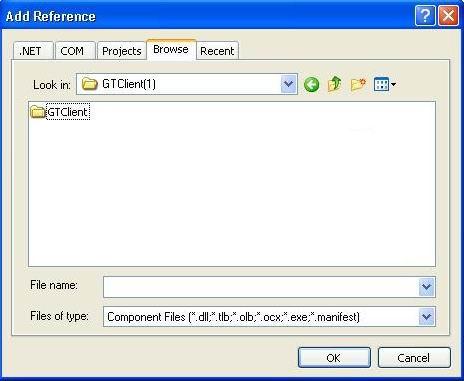 Add Reference
.NET COM Projects Browse Recent
Look in: GTClient(1)
GTClient
File name:
Files of type: Component Files (*.dll;*.tlb;*.olb;*.ocx;*.exe;*.manifest)
OK Cancel